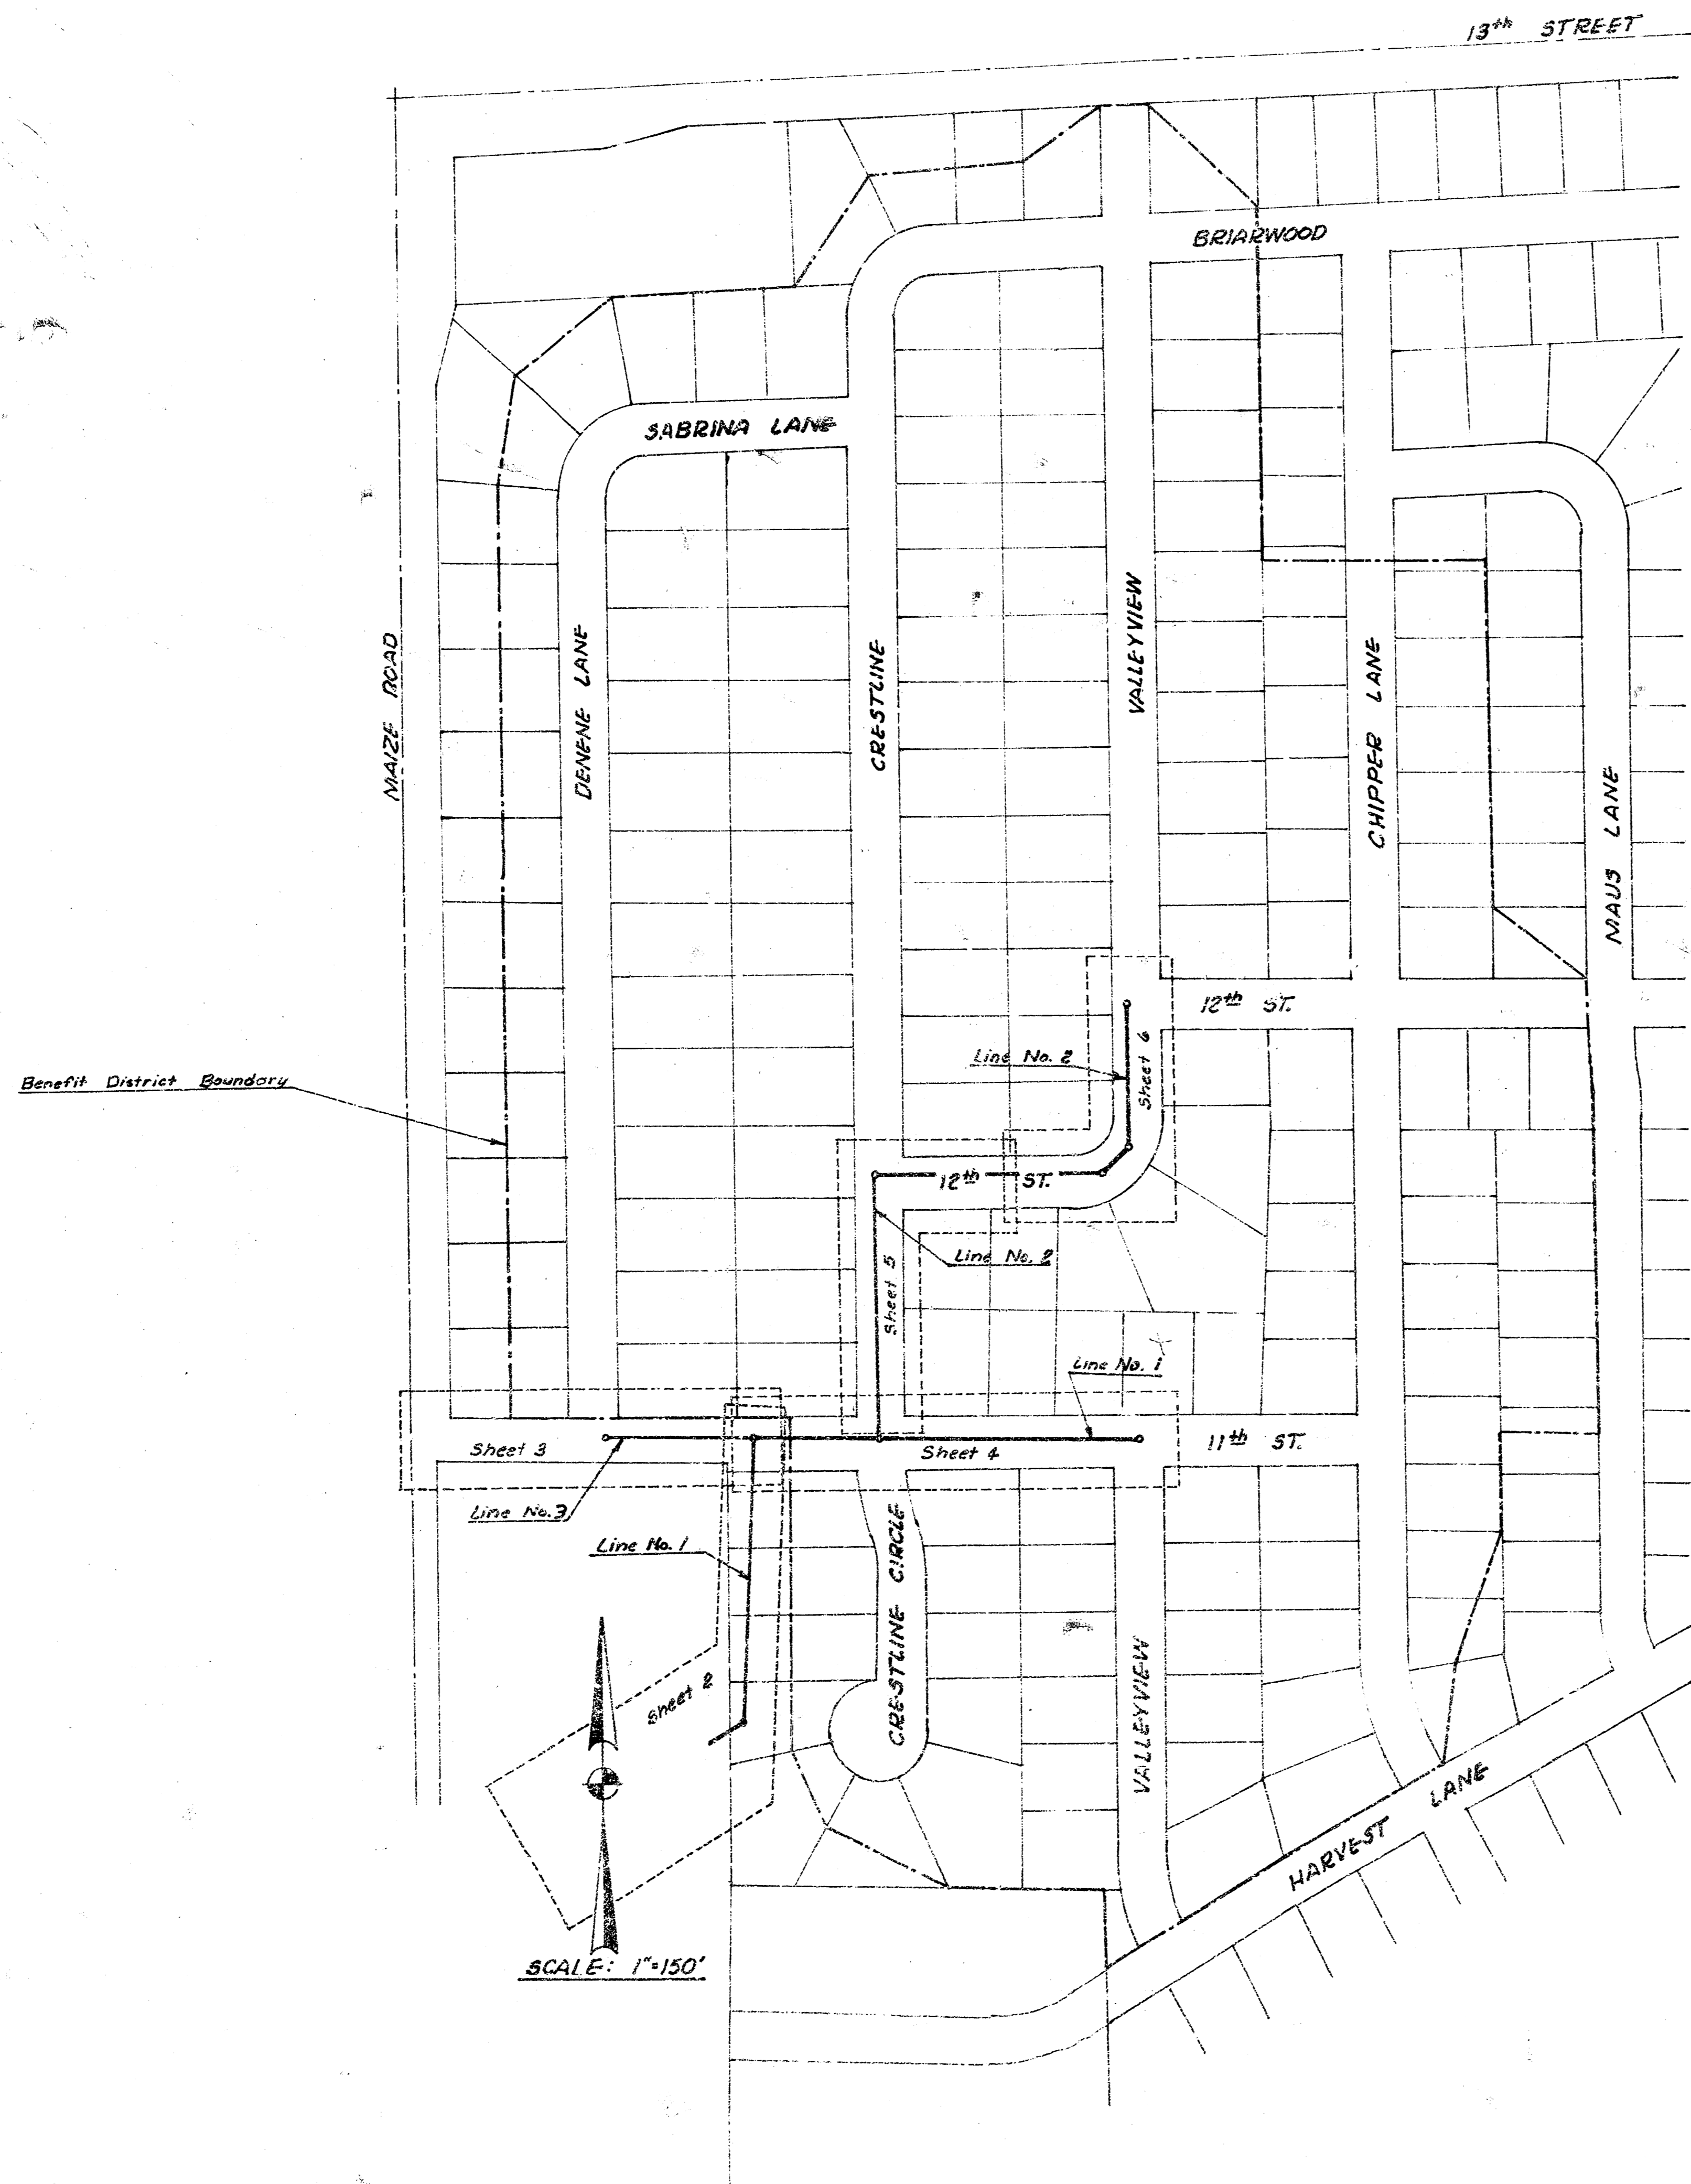 13th STREET
BRIARWOOD
SABRINA LANE
MAIZE ROAD
DENENE LANE
CRESTLINE
VALLEYVIEW
CHIPPER LANE
MAUS LANE
12th ST.
Line No. 2
Sheet 6
Benefit District Boundary
12th ST.
Line No. 2
Sheet 5
Line No. 1
Sheet 3
Sheet 4
11th ST.
Line No. 3
Line No. 1
CRESTLINE CIRCLE
Sheet 2
VALLEYVIEW
HARVEST LANE
SCALE: 1"=150'